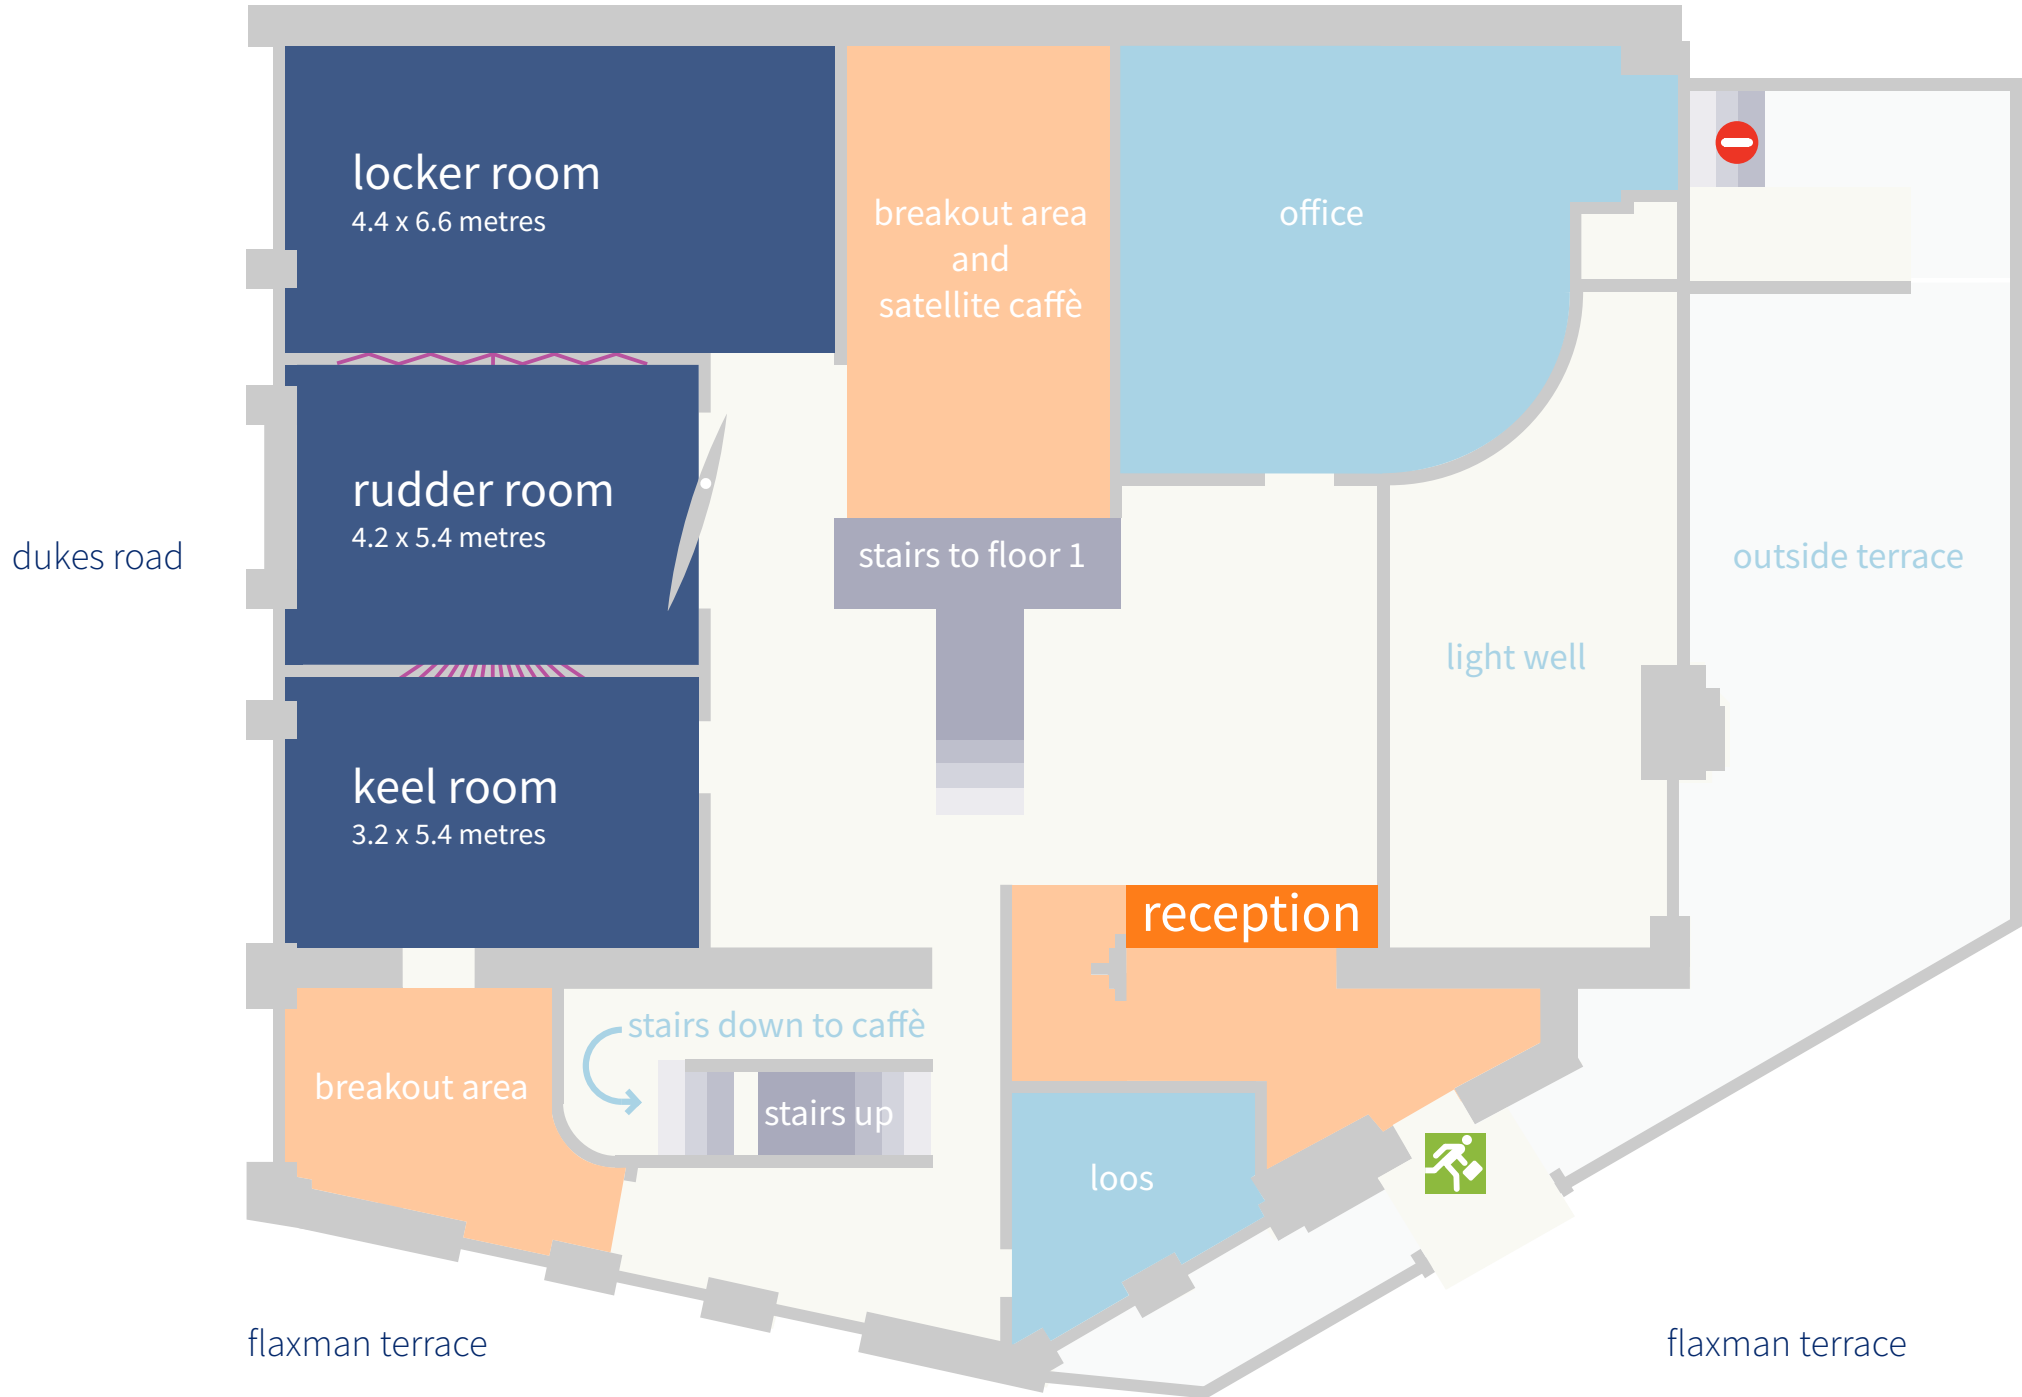 locker room
4.4 x 6.6 metres
breakout area
and
satellite caffè
office
rudder room
4.2 x 5.4 metres
dukes road
stairs to floor 1
outside terrace
light well
keel room
3.2 x 5.4 metres
reception
stairs down to caffè
breakout area
stairs up
loos
flaxman terrace
flaxman terrace